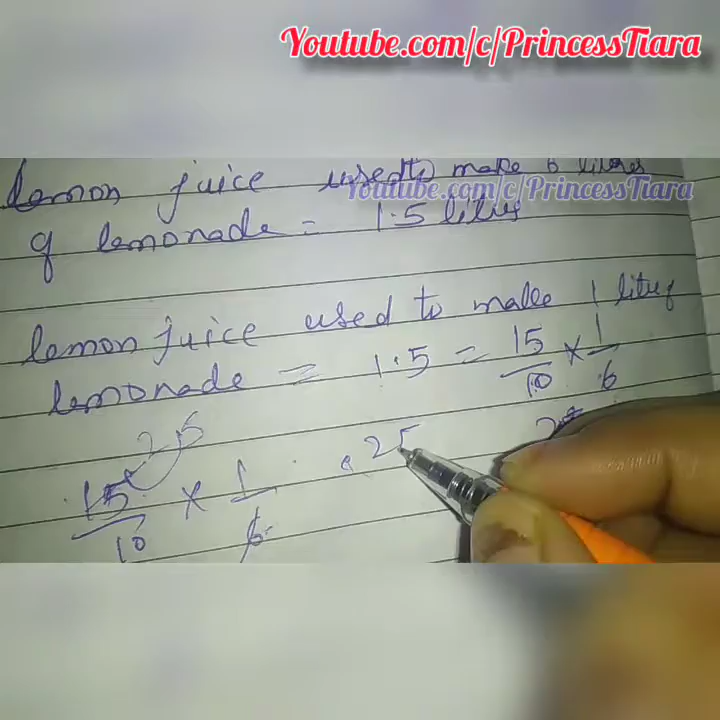 Youtube.com/c/PrincessTiara
lemon juice used to make 6 litres
Youtube.com/c/PrincessTiara
of lemonade = 1.5 litres
lemon juice used to make 1 litre of
lemonade = 1.5 = 15/10 × 1/6
2.5
15/10 × 1/6 .25